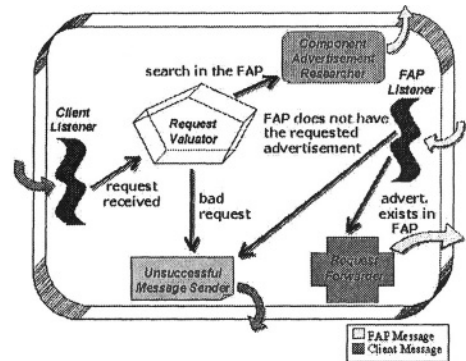 Component
Advertisement
Researcher
search in the FAP
FAP
Listener
Client
Listener
Request
Valuator
FAP does not have
the requested
advertisement
request
received
bad
request
advert.
exists in
FAP
Unsuccessful
Message Sender
Request
Forwarder
FAP Message
Client Message